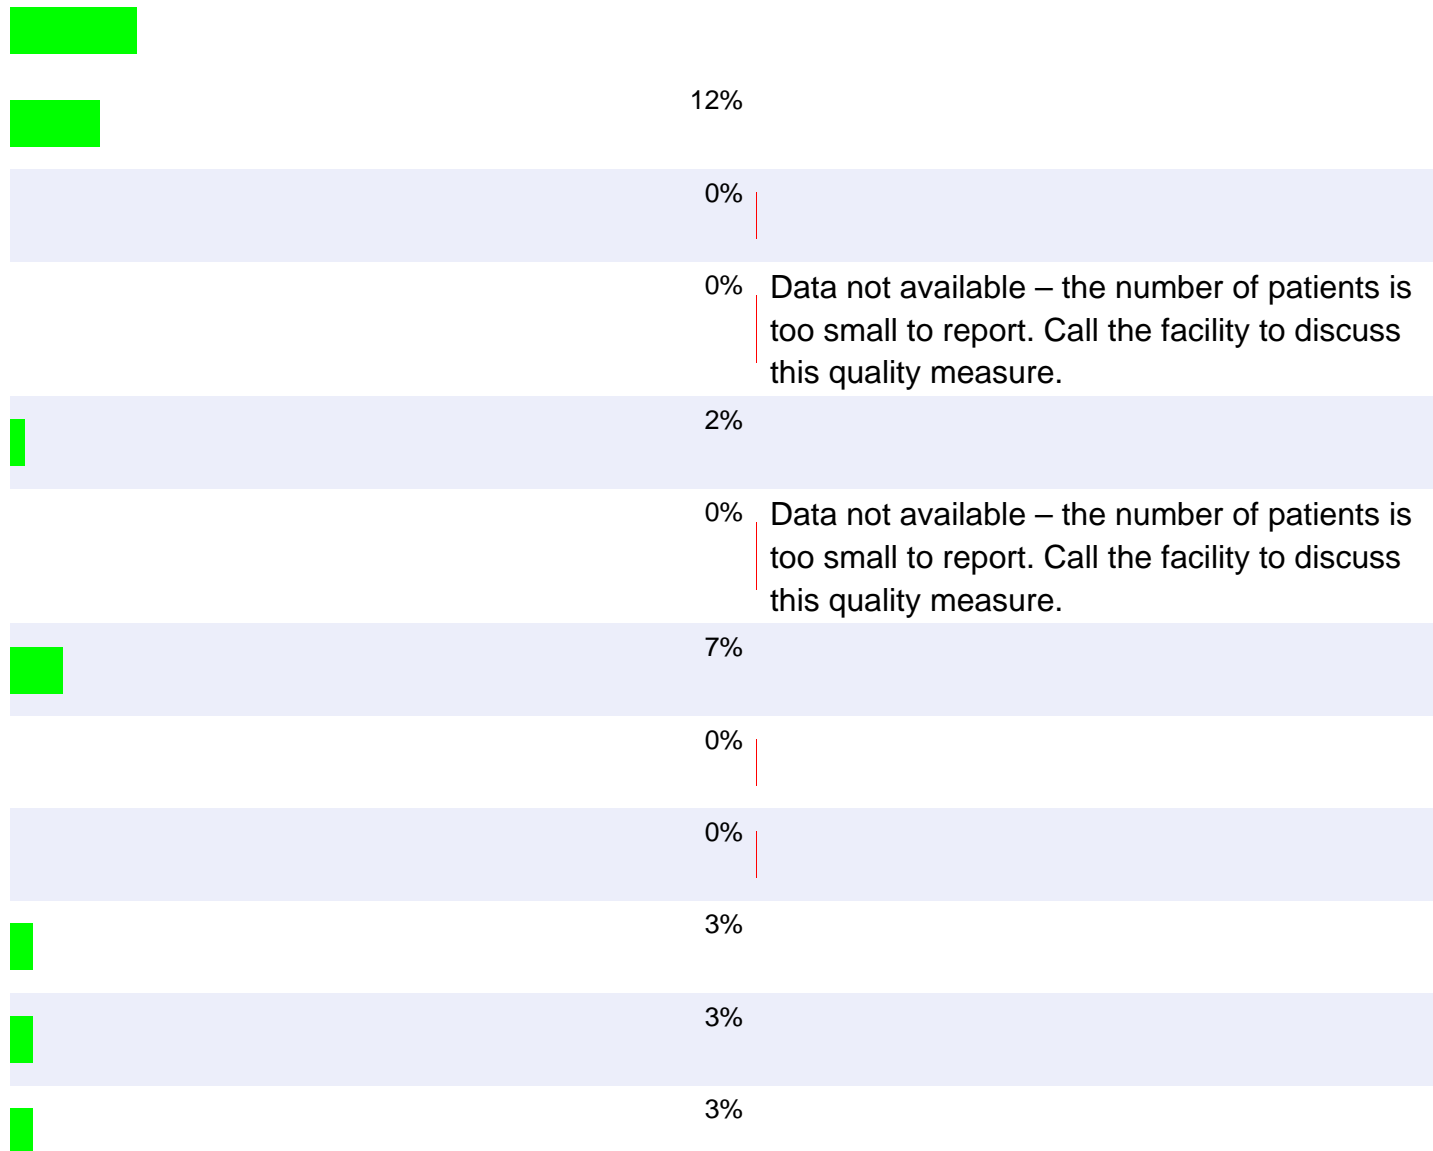 12%
0%
0% Data not available – the number of patients is
too small to report. Call the facility to discuss
this quality measure.
2%
0% Data not available – the number of patients is
too small to report. Call the facility to discuss
this quality measure.
7%
0%
0%
3%
3%
3%